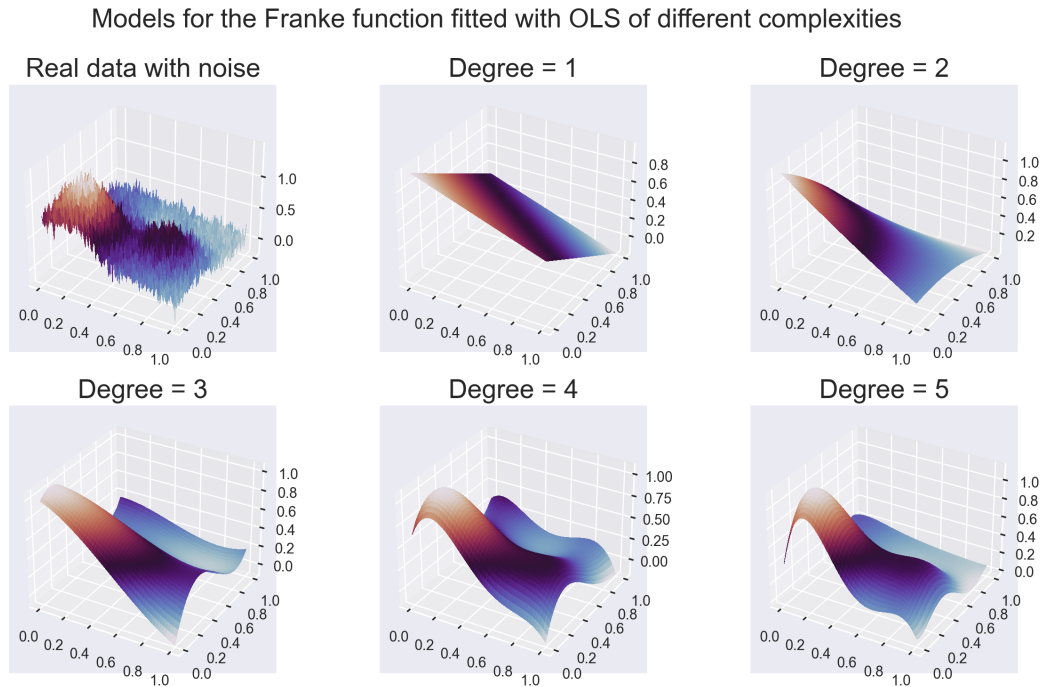 Models for the Franke function fitted with OLS of different complexities
Real data with noise
1.0
0.5
0.0
0.0 0.2 0.4 0.6 0.8 1.0
0.0 0.2 0.4 0.6 0.8 1.0
Degree = 1
0.8
0.6
0.4
0.2
0.0
0.0 0.2 0.4 0.6 0.8 1.0
0.0 0.2 0.4 0.6 0.8 1.0
Degree = 2
1.0
0.8
0.6
0.4
0.2
0.0 0.2 0.4 0.6 0.8 1.0
0.0 0.2 0.4 0.6 0.8 1.0
Degree = 3
1.0
0.8
0.6
0.4
0.2
0.0
0.0 0.2 0.4 0.6 0.8 1.0
0.0 0.2 0.4 0.6 0.8 1.0
Degree = 4
1.00
0.75
0.50
0.25
0.00
0.0 0.2 0.4 0.6 0.8 1.0
0.0 0.2 0.4 0.6 0.8 1.0
Degree = 5
1.0
0.8
0.6
0.4
0.2
0.0
0.0 0.2 0.4 0.6 0.8 1.0
0.0 0.2 0.4 0.6 0.8 1.0